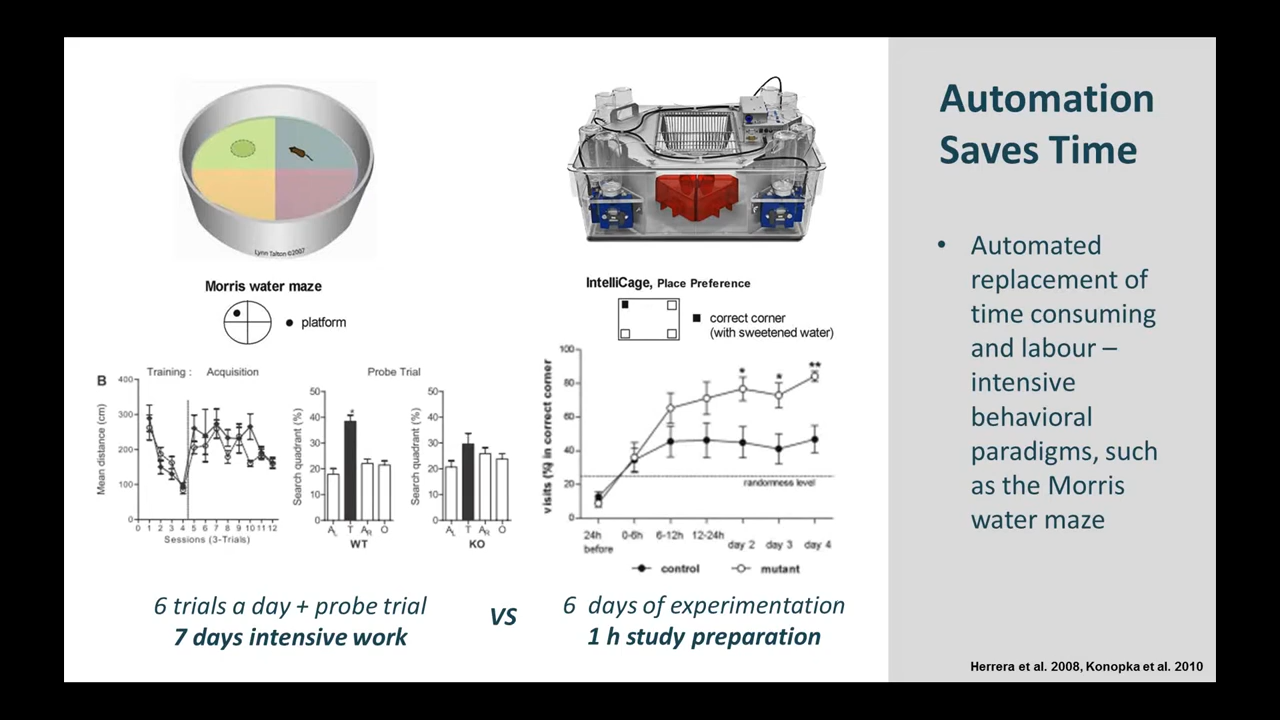 Automation
Saves Time
• Automated
replacement of
time consuming
and labour –
intensive
behavioral
paradigms, such
as the Morris
water maze
Lynn Talton ©2007
Morris water maze
platform
IntelliCage, Place Preference
correct corner
(with sweetened water)
B
Training : Acquisition
Mean distance (cm)
400
300
200
100
0
0 1 2 3 4 5 6 7 8 9 10 11 12
Sessions (3-Trials)
Probe Trial
Search quadrant (%)
50
40
30
20
10
0
*
AL T AR O
WT
Search quadrant (%)
50
40
30
20
10
0
AL T AR O
KO
visits (%) in correct corner
100
80
60
40
20
0
* * **
randomness level
24h before 0-6h 6-12h 12-24h day 2 day 3 day 4
control mutant
6 trials a day + probe trial
7 days intensive work
VS
6 days of experimentation
1 h study preparation
Herrera et al. 2008, Konopka et al. 2010